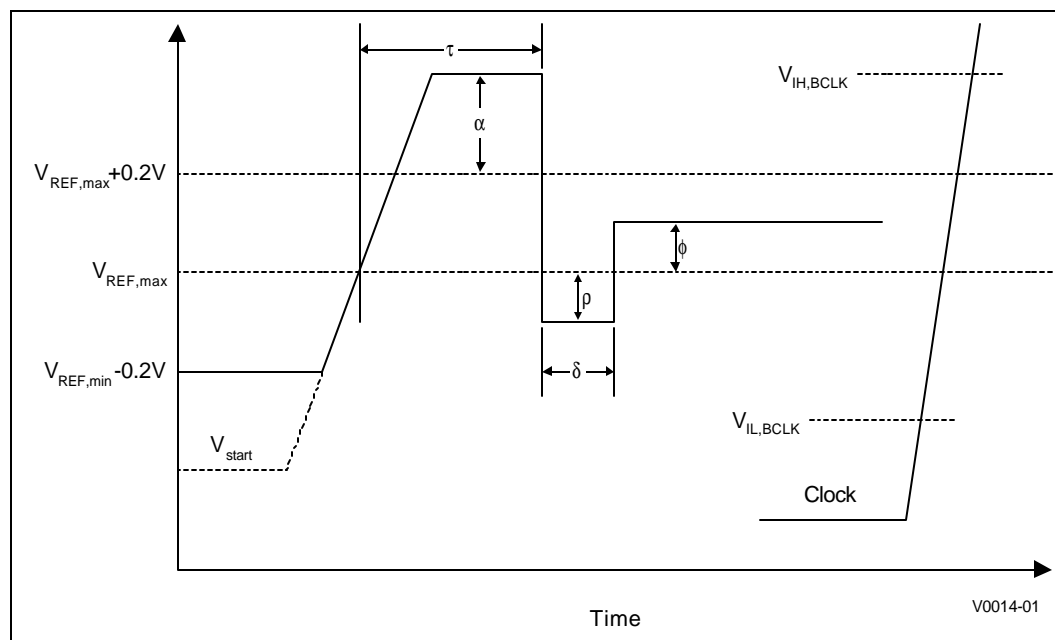 τ
V_IH,BCLK
α
V_REF,max+0.2V
ϕ
V_REF,max
ρ
V_REF,min-0.2V
δ
V_IL,BCLK
V_start
Clock
V0014-01
Time